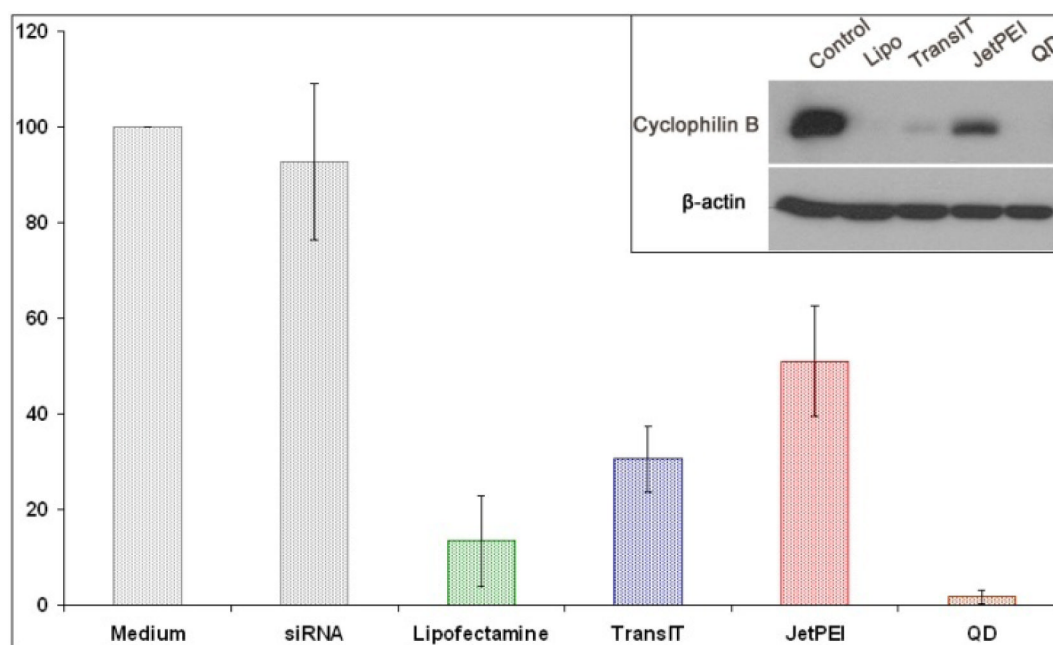 120
100
80
60
40
20
0
Medium siRNA Lipofectamine TransIT JetPEI QD
Control Lipo TransIT JetPEI QD
Cyclophilin B
β-actin